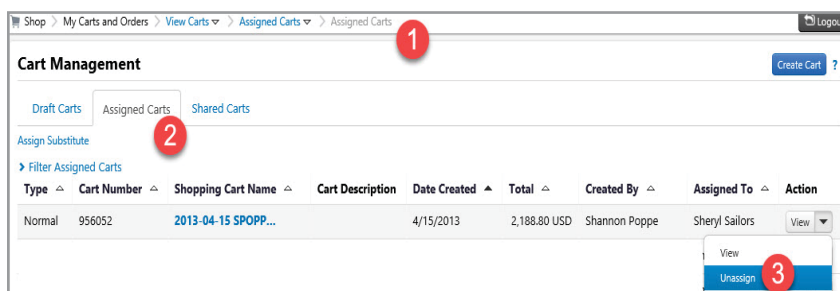 Shop > My Carts and Orders > View Carts ▾ > Assigned Carts ▾ > Assigned Carts
1
Cart Management
Create Cart ?
Draft Carts Assigned Carts Shared Carts
2
Assign Substitute
> Filter Assigned Carts
Type Cart Number Shopping Cart Name Cart Description Date Created Total Created By Assigned To Action
Normal 956052 2013-04-15 SPOPP... 4/15/2013 2,188.80 USD Shannon Poppe Sheryl Sailors View
View
Unassign 3